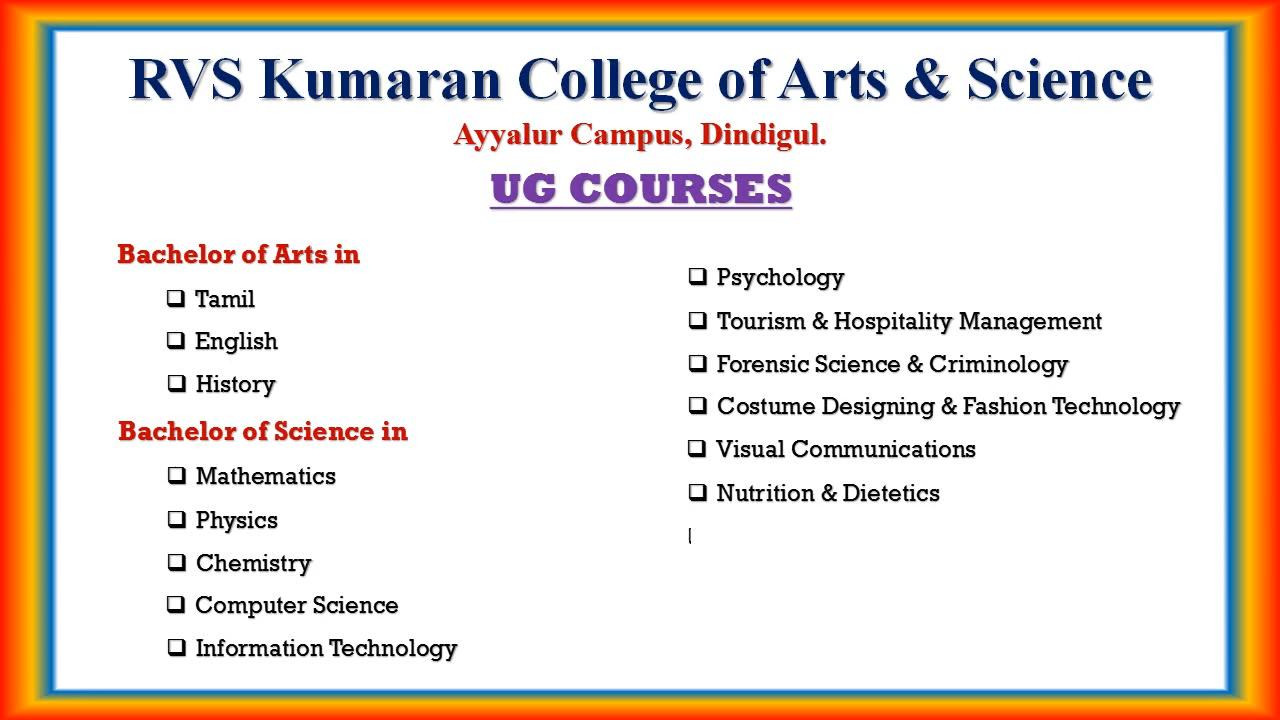 RVS Kumaran College of Arts & Science
Ayyalur Campus, Dindigul.
UG COURSES
Bachelor of Arts in
Tamil
English
History
Bachelor of Science in
Mathematics
Physics
Chemistry
Computer Science
Information Technology
Psychology
Tourism & Hospitality Management
Forensic Science & Criminology
Costume Designing & Fashion Technology
Visual Communications
Nutrition & Dietetics